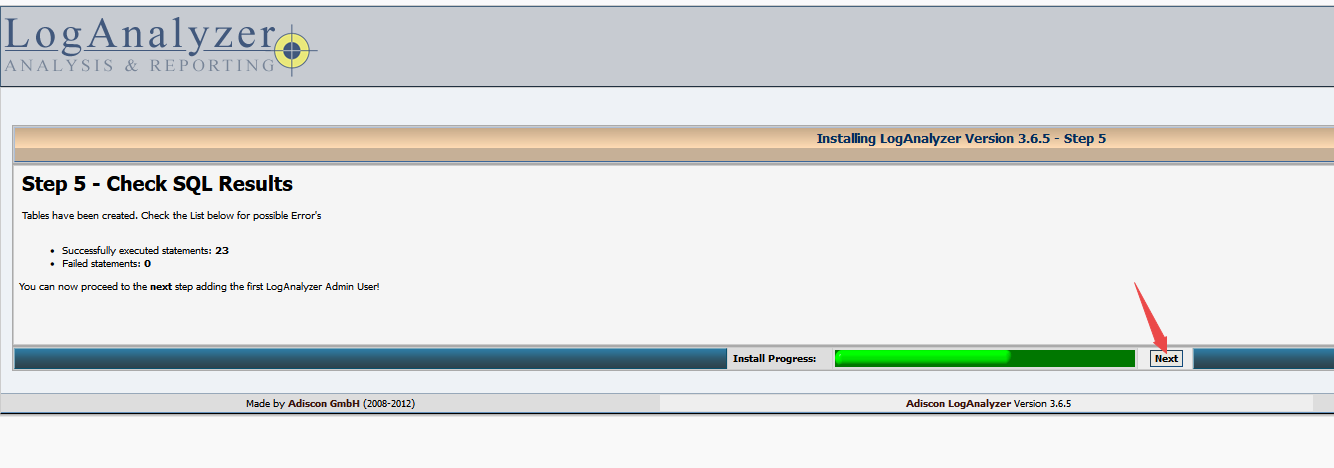 LogAnalyzer
ANALYSIS & REPORTING
Installing LogAnalyzer Version 3.6.5 - Step 5
Step 5 - Check SQL Results
Tables have been created. Check the List below for possible Error's
• Successfully executed statements: 23
• Failed statements: 0
You can now proceed to the next step adding the first LogAnalyzer Admin User!
Install Progress:
Next
Made by Adiscon GmbH (2008-2012)
Adiscon LogAnalyzer Version 3.6.5